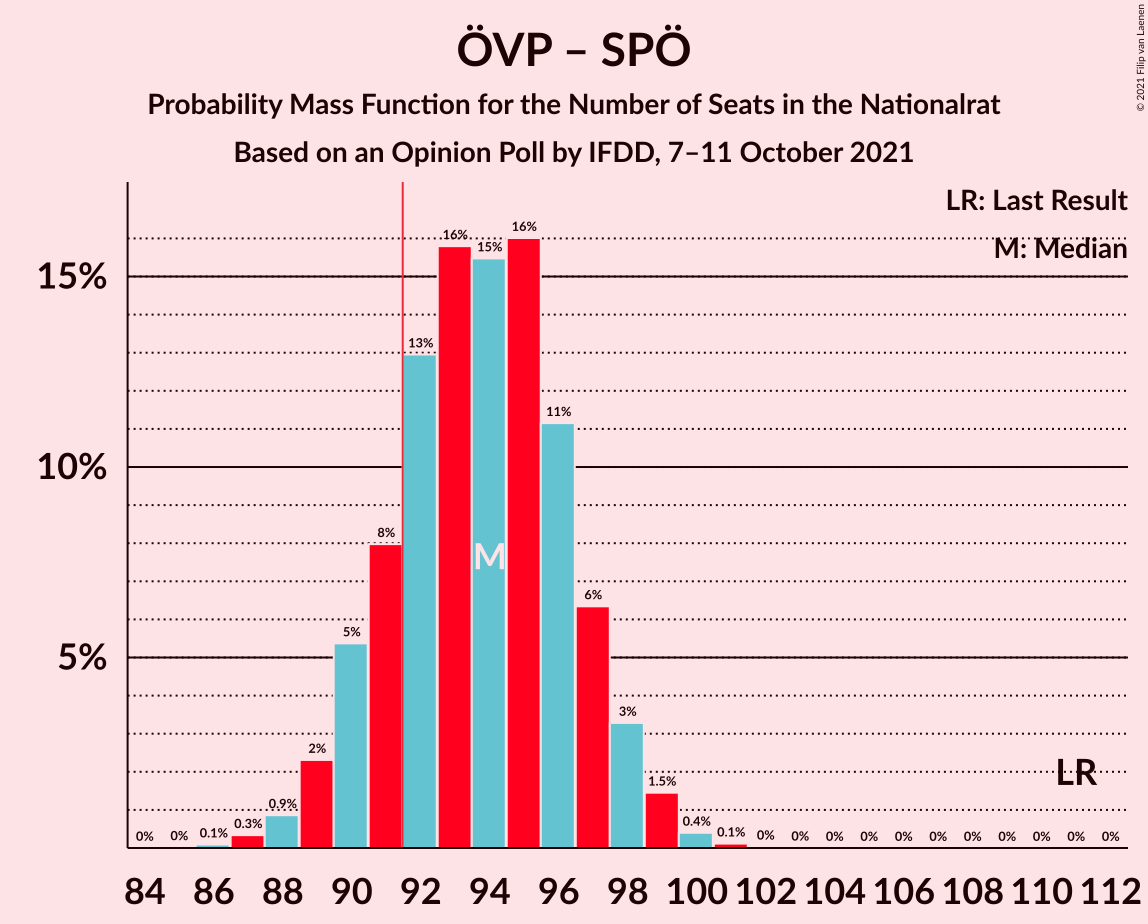 ÖVP – SPÖ
Probability Mass Function for the Number of Seats in the Nationalrat
Based on an Opinion Poll by IFDD, 7–11 October 2021
© 2021 Filip van Laenen
LR: Last Result
M: Median
15%
10%
5%
0% 0% 0.1% 0.3% 0.9% 2% 5% 8% 13% 16% 15% 16% 11% 6% 3% 1.5% 0.4% 0.1% 0% 0% 0% 0% 0% 0% 0% 0% 0% 0% 0%
M
LR
84 86 88 90 92 94 96 98 100 102 104 106 108 110 112